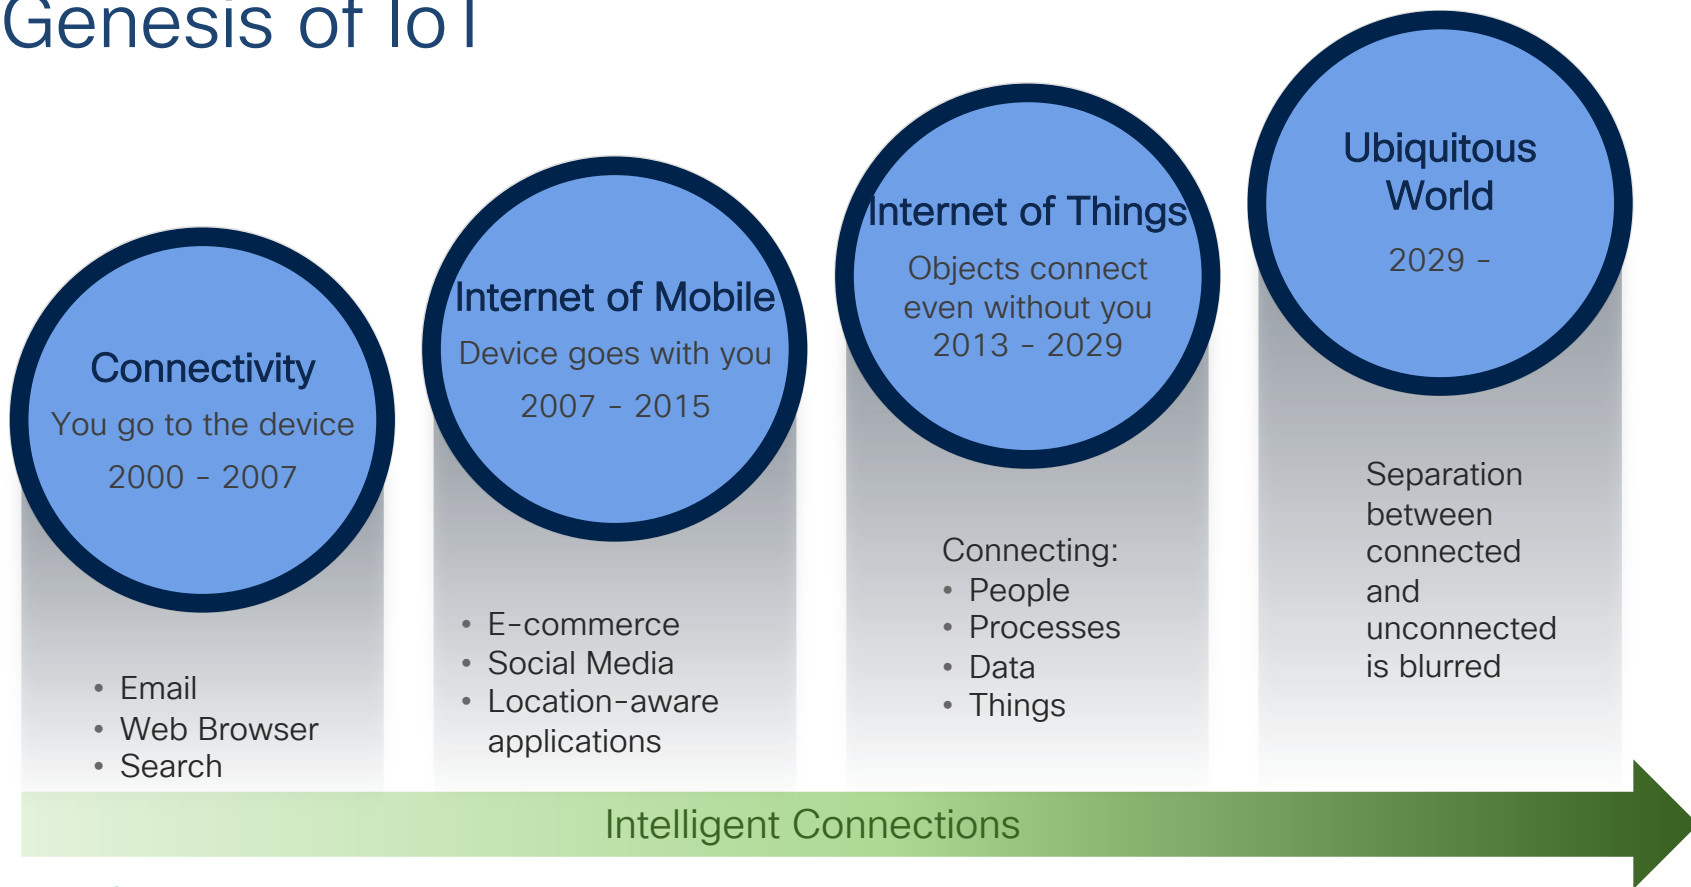 Genesis of IoT
Connectivity
You go to the device
2000 - 2007
• Email
• Web Browser
• Search
Internet of Mobile
Device goes with you
2007 - 2015
• E-commerce
• Social Media
• Location-aware
applications
Internet of Things
Objects connect
even without you
2013 - 2029
Connecting:
• People
• Processes
• Data
• Things
Ubiquitous
World
2029 -
Separation
between
connected
and
unconnected
is blurred
Intelligent Connections